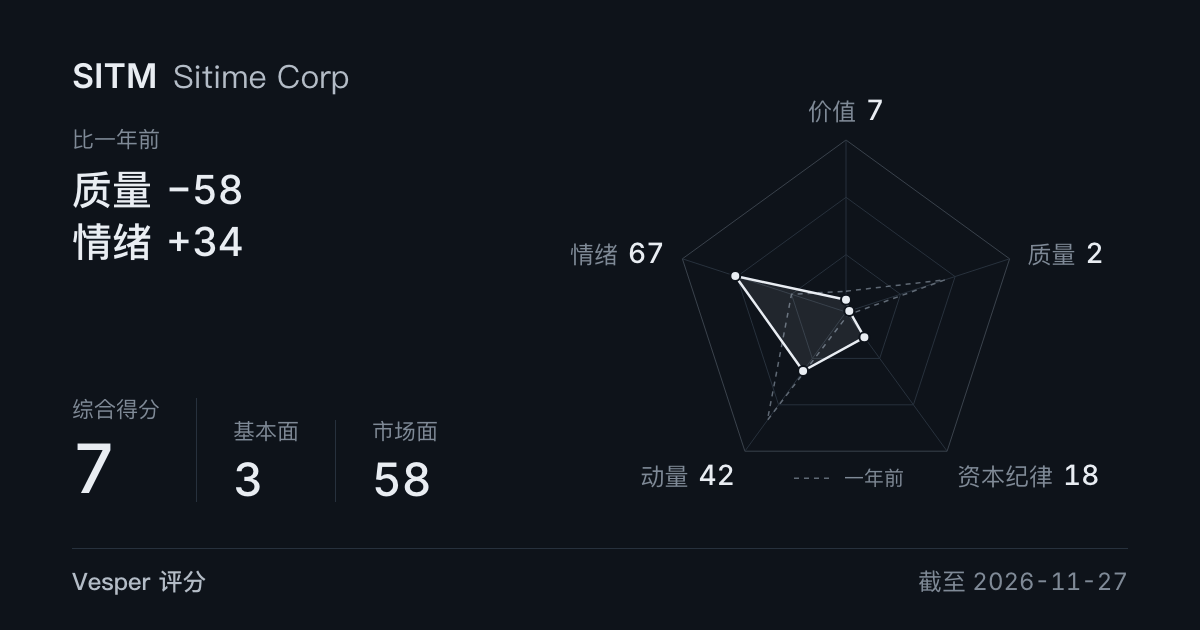 SITM Sitime Corp
比一年前
质量 −58
情绪 +34
综合得分
7
基本面
3
市场面
58
价值 7
情绪 67
质量 2
动量 42
---- 一年前
资本纪律 18
Vesper 评分
截至 2026-11-27